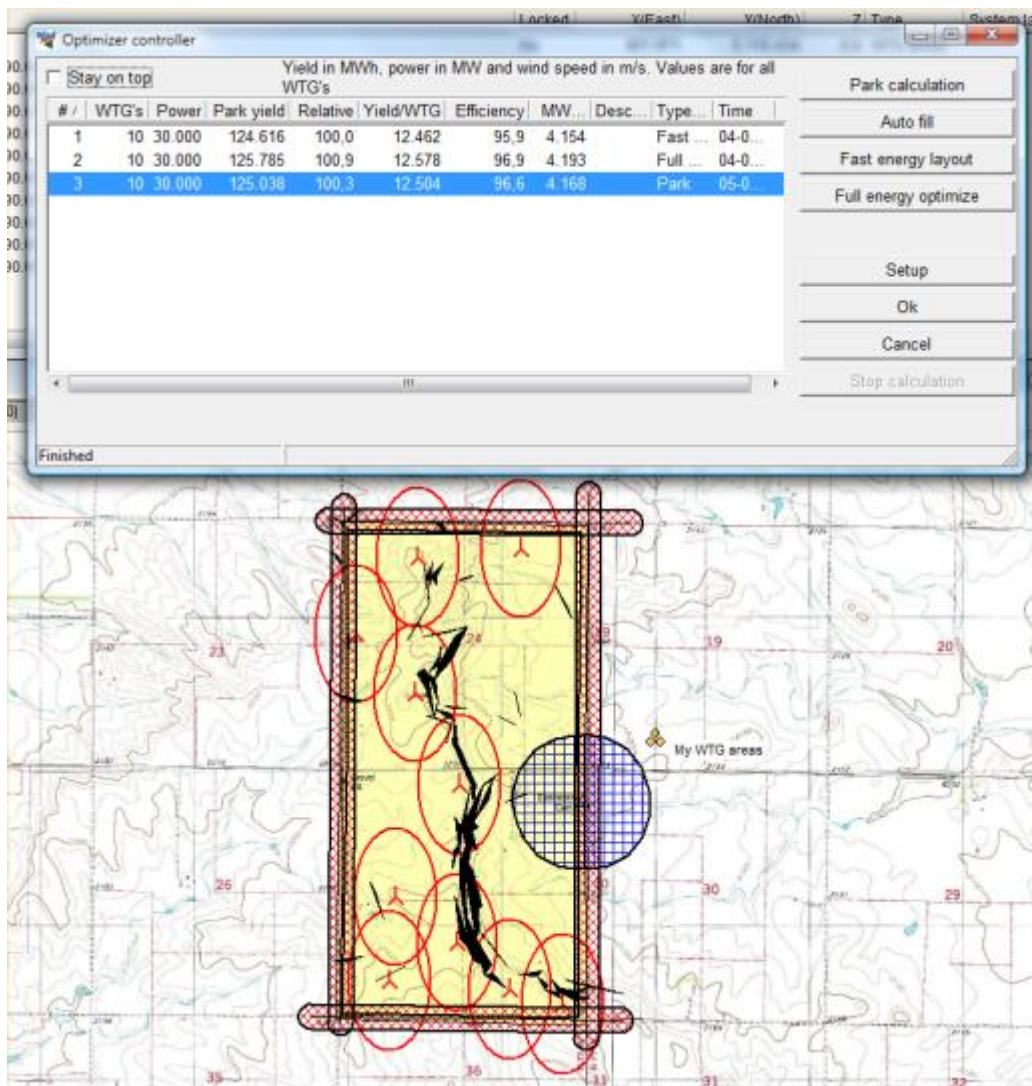 Locked X(East) Y(North) Z Type
Optimizer controller
Stay on top
Yield in MWh, power in MW and wind speed in m/s. Values are for all
WTG's
# / WTG's Power Park yield Relative Yield/WTG Efficiency MW... Desc... Type... Time
1 10 30.000 124.616 100,0 12.462 95,9 4.154 Fast ... 04-0...
2 10 30.000 125.785 100,9 12.578 96,9 4.193 Full ... 04-0...
3 10 30.000 125.038 100,3 12.504 96,6 4.168 Park 05-0...
Park calculation
Auto fill
Fast energy layout
Full energy optimize
Setup
Ok
Cancel
Stop calculation
Finished
24
23
19
20
My WTG areas
26
30
29
35
36
31
31